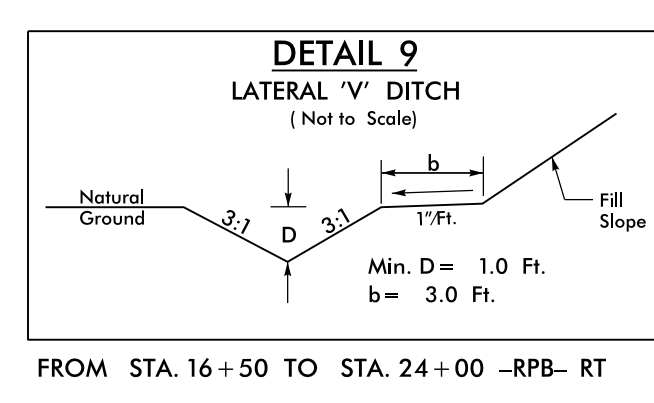 DETAIL 9
LATERAL 'V' DITCH
( Not to Scale)
b
Natural
Ground
3:1
D
3:1
1"/Ft.
Fill
Slope
Min. D = 1.0 Ft.
b = 3.0 Ft.
FROM STA. 16+50 TO STA. 24+00 -RPB- RT